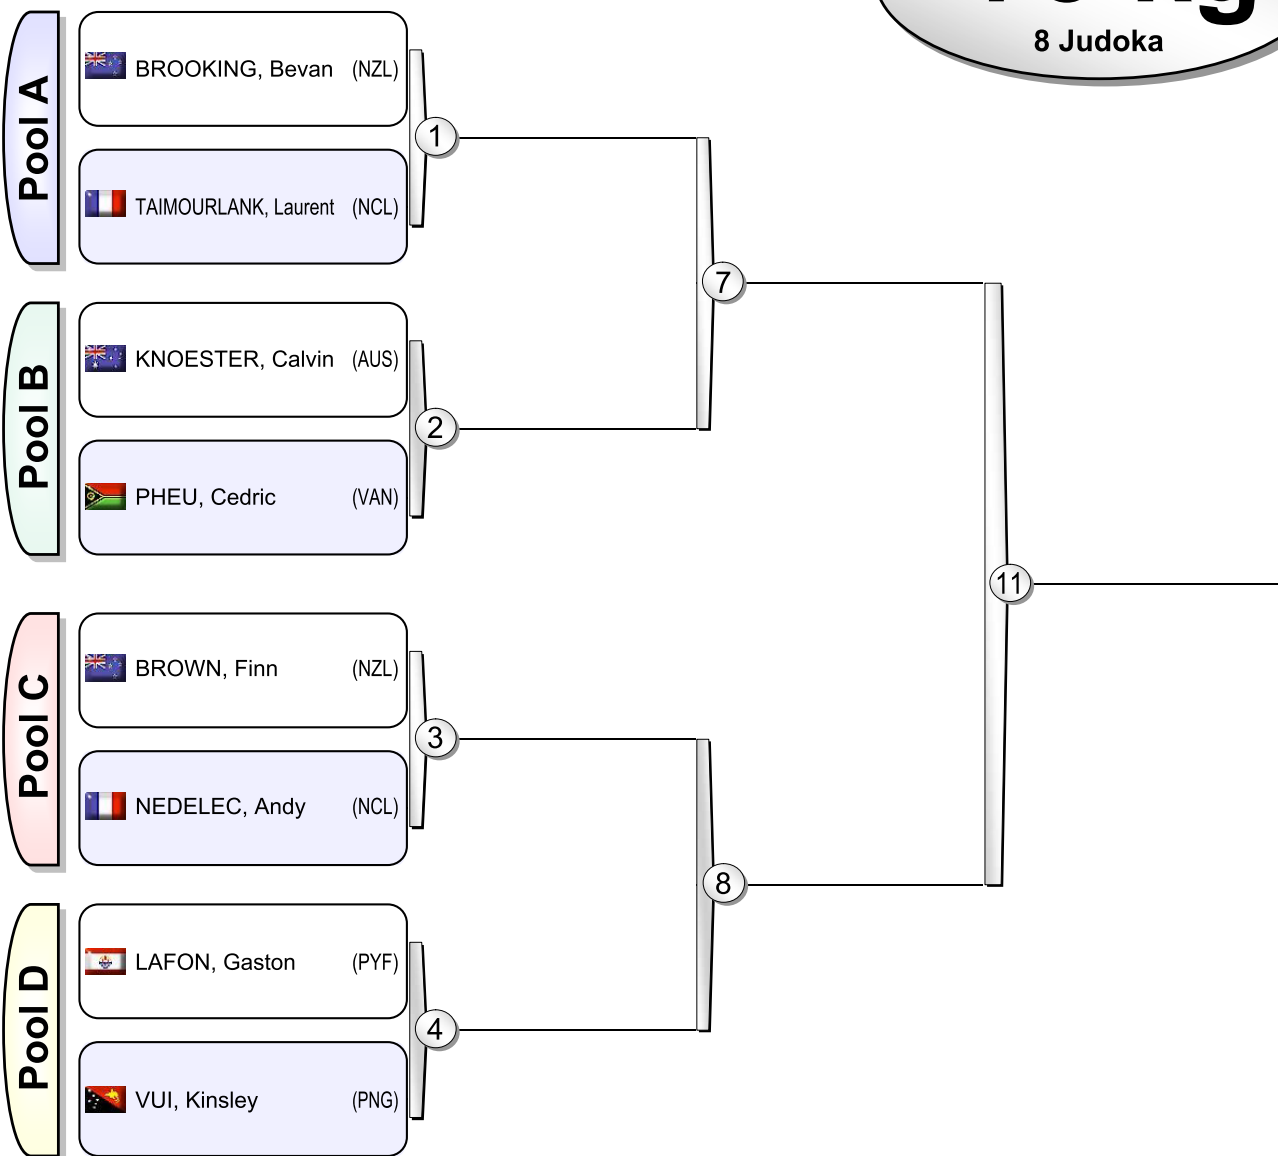 8 Judoka
Pool A
BROOKING, Bevan (NZL)
1
TAIMOURLANK, Laurent (NCL)
7
Pool B
KNOESTER, Calvin (AUS)
2
PHEU, Cedric (VAN)
11
Pool C
BROWN, Finn (NZL)
3
NEDELEC, Andy (NCL)
8
Pool D
LAFON, Gaston (PYF)
4
VUI, Kinsley (PNG)